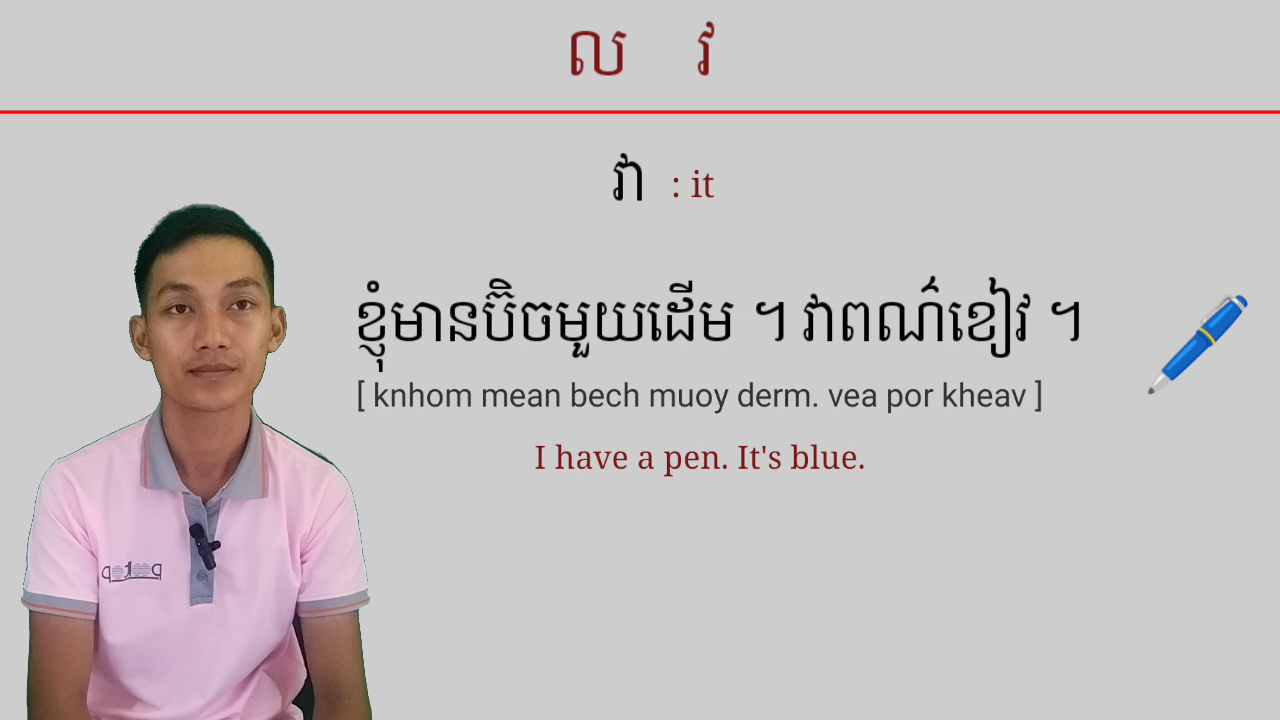 ល វ
វា : it
ខ្ញុំមានប៊ិចមួយដើម ។ វាពណ៌ខៀវ ។
[ knhom mean bech muoy derm. vea por kheav ]
I have a pen. It's blue.